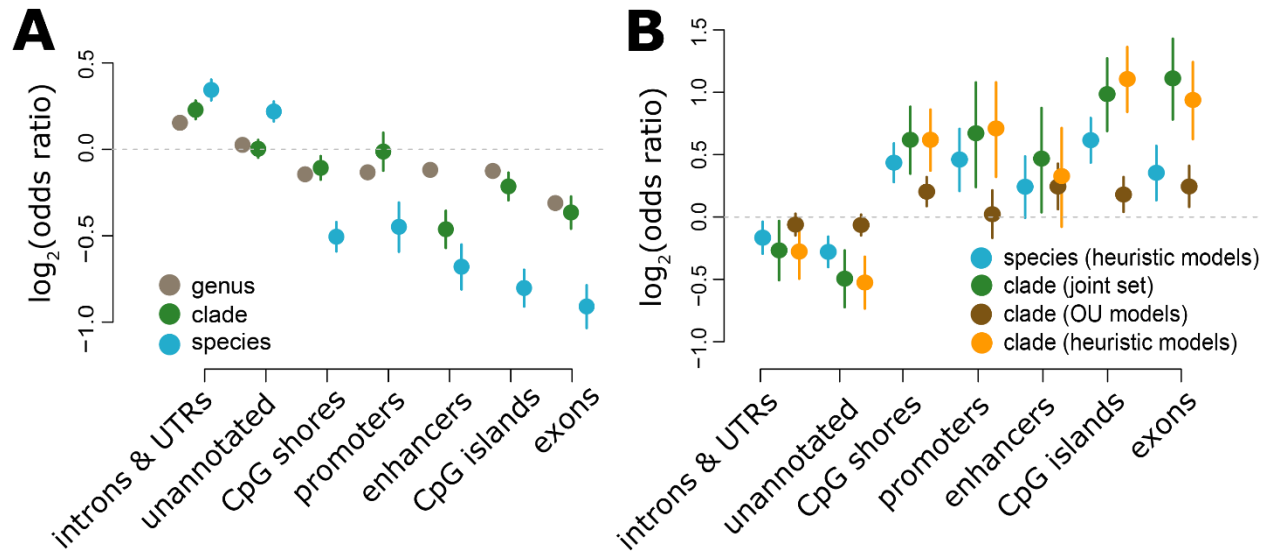 A
log2(odds ratio)
0.5
0.0
−0.5
−1.0
genus
clade
species
introns & UTRs
unannotated
CpG shores
promoters
enhancers
CpG islands
exons
B
log2(odds ratio)
1.5
1.0
0.5
0.0
−0.5
−1.0
species (heuristic models)
clade (joint set)
clade (OU models)
clade (heuristic models)
introns & UTRs
unannotated
CpG shores
promoters
enhancers
CpG islands
exons